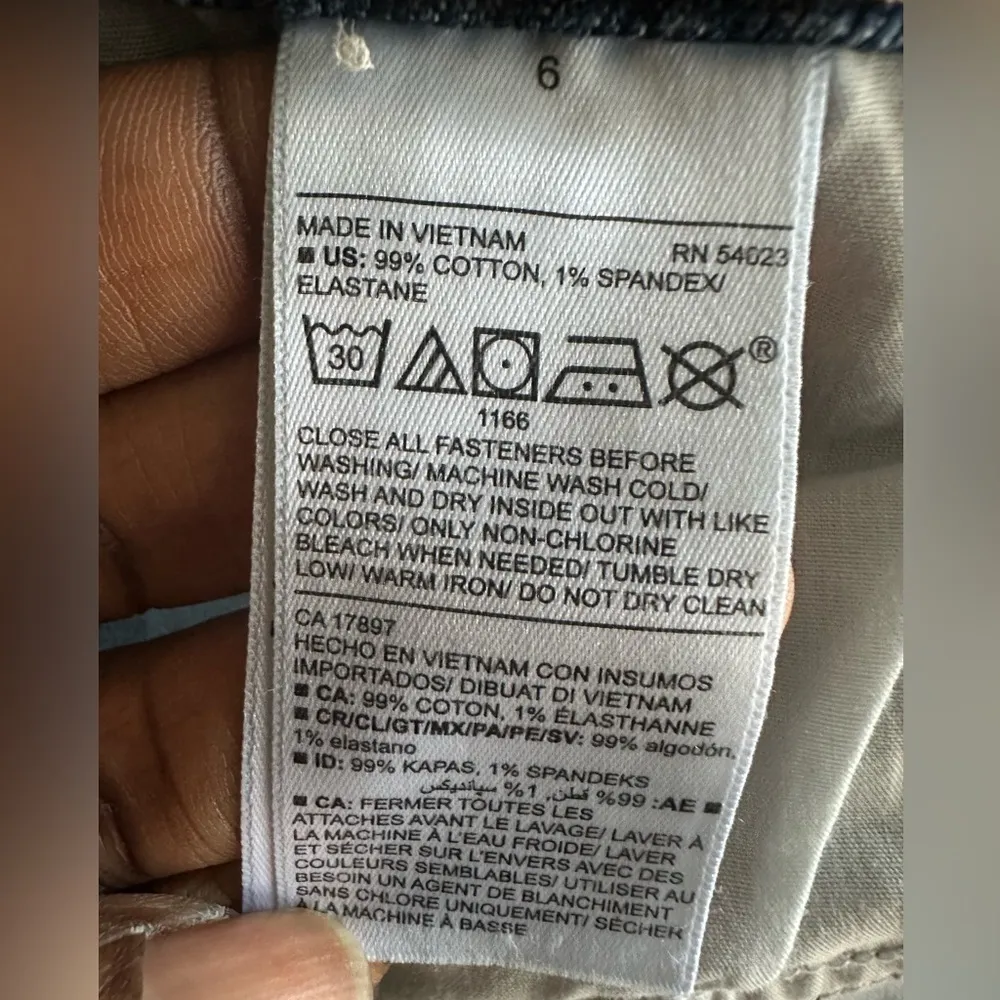 6
MADE IN VIETNAM RN 54023
■ US: 99% COTTON, 1% SPANDEX/
ELASTANE
30 ®
1166
CLOSE ALL FASTENERS BEFORE
WASHING/ MACHINE WASH COLD/
WASH AND DRY INSIDE OUT WITH LIKE
COLORS/ ONLY NON-CHLORINE
BLEACH WHEN NEEDED/ TUMBLE DRY
LOW/ WARM IRON/ DO NOT DRY CLEAN
CA 17897
HECHO EN VIETNAM CON INSUMOS
IMPORTADOS/ DIBUAT DI VIETNAM
■ CA: 99% COTON, 1% ÉLASTHANNE
■ CR/CL/GT/MX/PA/PE/SV: 99% algodón,
1% elastano
■ ID: 99% KAPAS, 1% SPANDEKS
■ AE: 99% قطن, 1% سباندیکس
■ CA: FERMER TOUTES LES
ATTACHES AVANT LE LAVAGE/ LAVER À
LA MACHINE À L'EAU FROIDE/ LAVER
ET SÉCHER SUR L'ENVERS AVEC DES
COULEURS SEMBLABLES/ UTILISER AU
BESOIN UN AGENT DE BLANCHIMENT
SANS CHLORE UNIQUEMENT/ SÉCHER
À LA MACHINE À BASSE